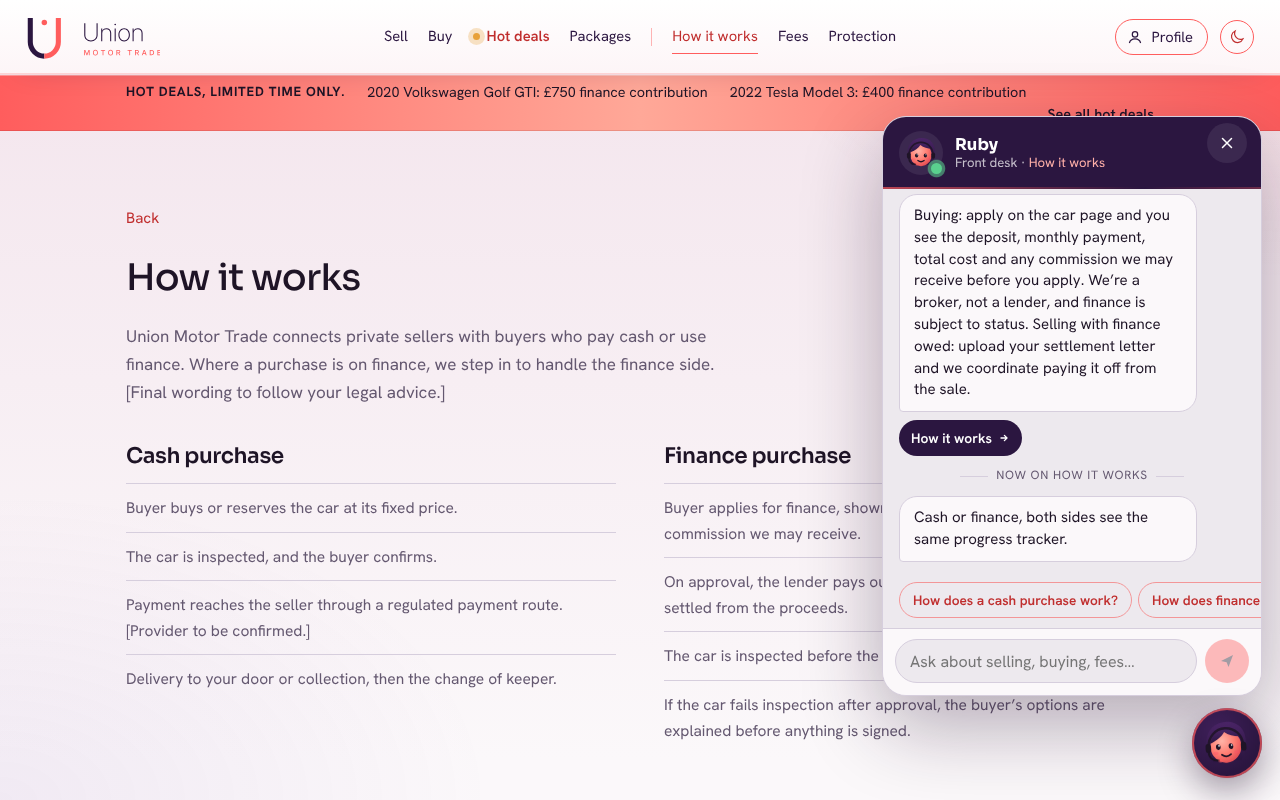 Union
MOTOR TRADE
Sell Buy Hot deals Packages How it works Fees Protection Profile
HOT DEALS, LIMITED TIME ONLY. 2020 Volkswagen Golf GTI: £750 finance contribution 2022 Tesla Model 3: £400 finance contribution
See all hot deals
Back
How it works
Union Motor Trade connects private sellers with buyers who pay cash or use
finance. Where a purchase is on finance, we step in to handle the finance side.
[Final wording to follow your legal advice.]
Cash purchase
Buyer buys or reserves the car at its fixed price.
The car is inspected, and the buyer confirms.
Payment reaches the seller through a regulated payment route.
[Provider to be confirmed.]
Delivery to your door or collection, then the change of keeper.
Finance purchase
Buyer applies for finance, shown
commission we may receive.
On approval, the lender pays
settled from the proceeds.
The car is inspected before the
If the car fails inspection after approval, the buyer’s options are
explained before anything is signed.
Ruby
Front desk · How it works
Buying: apply on the car page and you
see the deposit, monthly payment,
total cost and any commission we may
receive before you apply. We’re a
broker, not a lender, and finance is
subject to status. Selling with finance
owed: upload your settlement letter
and we coordinate paying it off from
the sale.
How it works →
NOW ON HOW IT WORKS
Cash or finance, both sides see the
same progress tracker.
How does a cash purchase work? How does finance
Ask about selling, buying, fees…